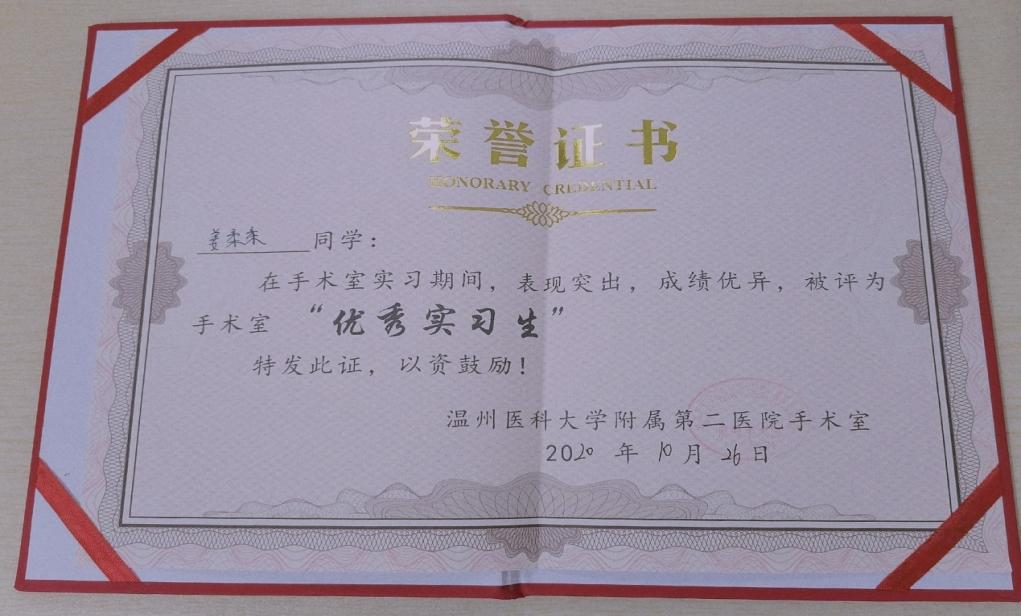 荣誉证书
HONORARY CREDENTIAL
姜柔柔 同学：
在手术室实习期间，表现突出，成绩优异，被评为
手术室 “优秀实习生”
特发此证，以资鼓励！
温州医科大学附属第二医院手术室
2020 年 10 月 26 日